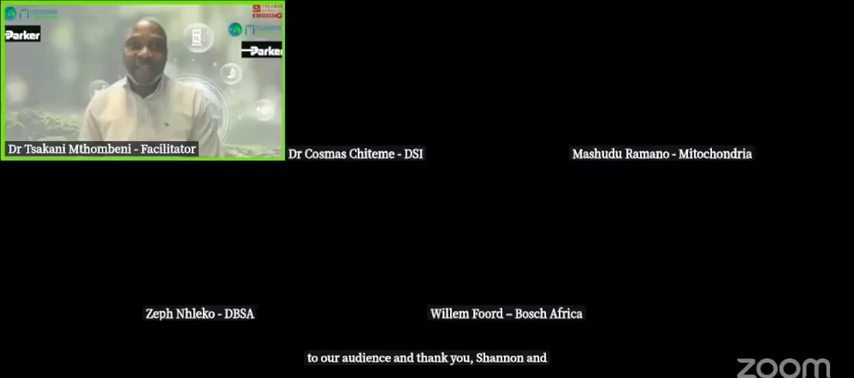 Parker
Parker
Dr Tsakani Mthombeni - Facilitator
Dr Cosmas Chiteme - DSI
Mashudu Ramano - Mitochondria
Zeph Nhleko - DBSA
Willem Foord – Bosch Africa
to our audience and thank you, Shannon and
zoom